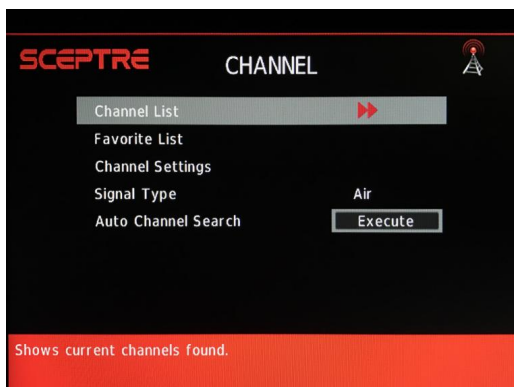 SCEPTRE
CHANNEL
Channel List
Favorite List
Channel Settings
Signal Type Air
Auto Channel Search Execute
Shows current channels found.